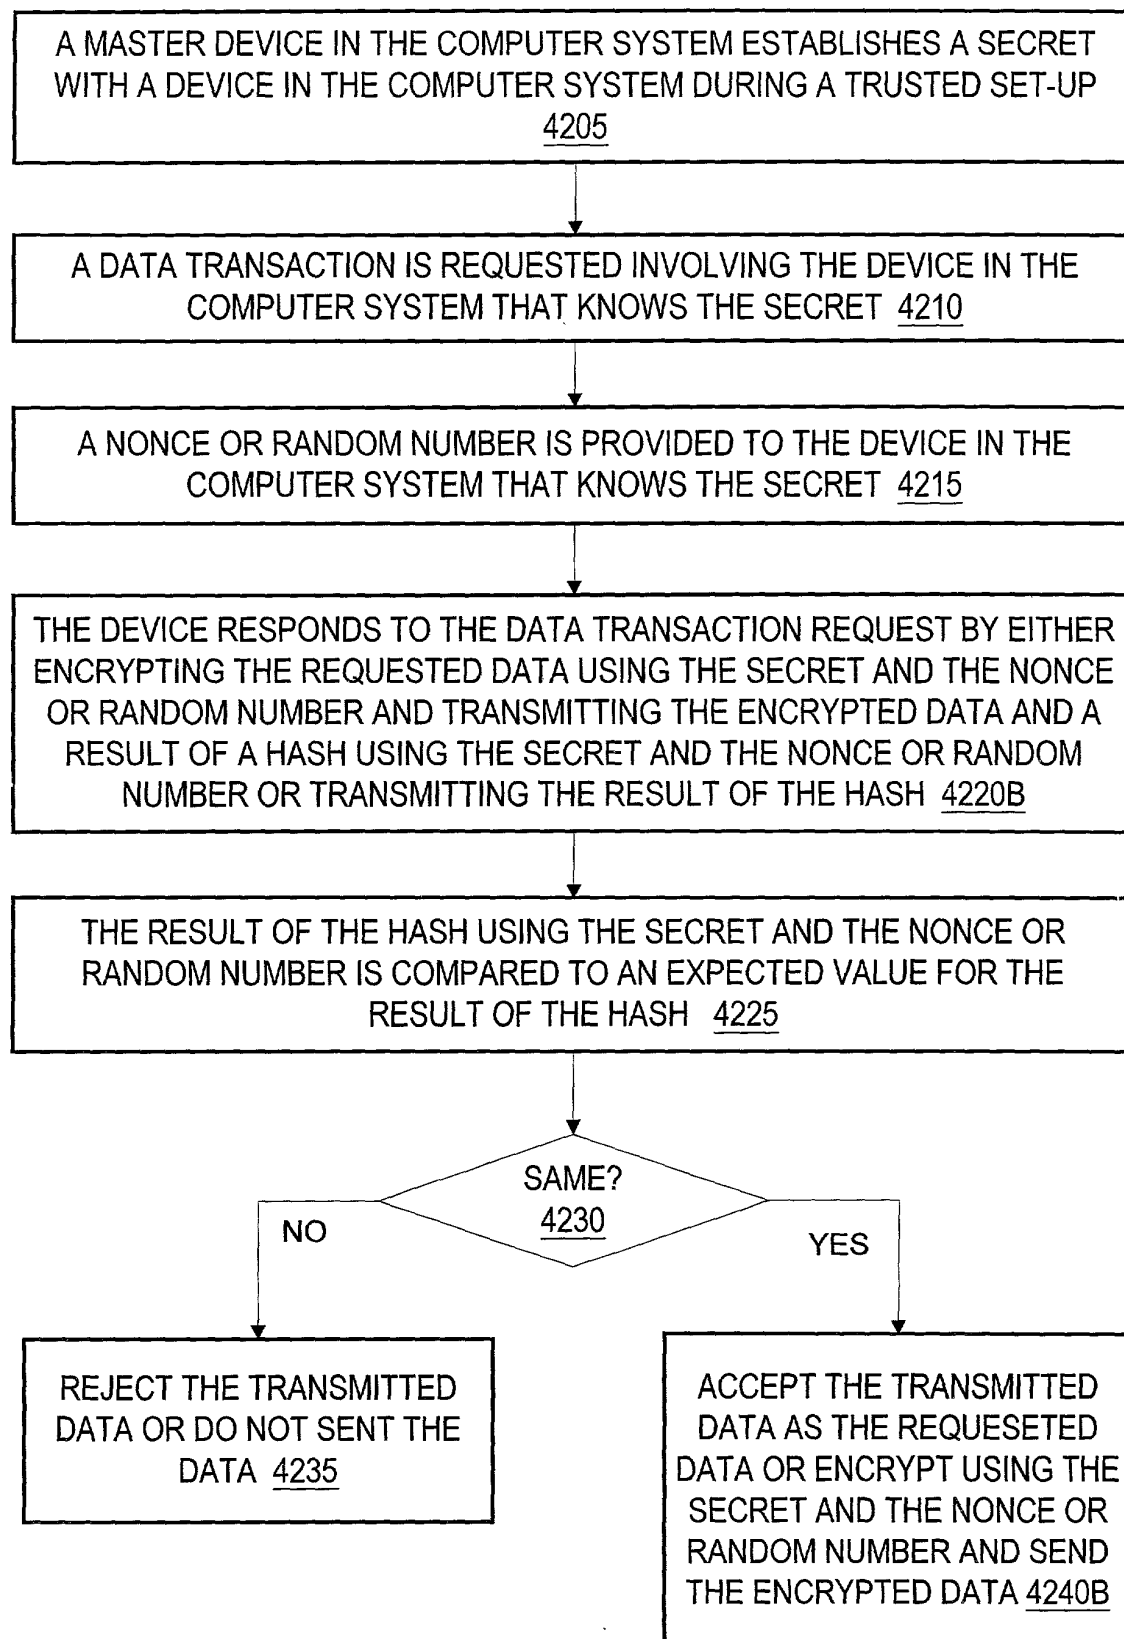 A MASTER DEVICE IN THE COMPUTER SYSTEM ESTABLISHES A SECRET
WITH A DEVICE IN THE COMPUTER SYSTEM DURING A TRUSTED SET-UP
4205
A DATA TRANSACTION IS REQUESTED INVOLVING THE DEVICE IN THE
COMPUTER SYSTEM THAT KNOWS THE SECRET 4210
A NONCE OR RANDOM NUMBER IS PROVIDED TO THE DEVICE IN THE
COMPUTER SYSTEM THAT KNOWS THE SECRET 4215
THE DEVICE RESPONDS TO THE DATA TRANSACTION REQUEST BY EITHER
ENCRYPTING THE REQUESTED DATA USING THE SECRET AND THE NONCE
OR RANDOM NUMBER AND TRANSMITTING THE ENCRYPTED DATA AND A
RESULT OF A HASH USING THE SECRET AND THE NONCE OR RANDOM
NUMBER OR TRANSMITTING THE RESULT OF THE HASH 4220B
THE RESULT OF THE HASH USING THE SECRET AND THE NONCE OR
RANDOM NUMBER IS COMPARED TO AN EXPECTED VALUE FOR THE
RESULT OF THE HASH 4225
SAME?
4230
NO
YES
REJECT THE TRANSMITTED
DATA OR DO NOT SENT THE
DATA 4235
ACCEPT THE TRANSMITTED
DATA AS THE REQUESETED
DATA OR ENCRYPT USING THE
SECRET AND THE NONCE OR
RANDOM NUMBER AND SEND
THE ENCRYPTED DATA 4240B